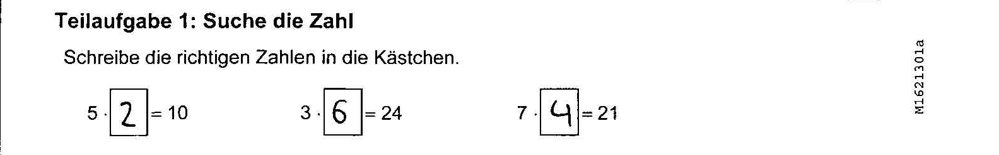 Teilaufgabe 1: Suche die Zahl
Schreibe die richtigen Zahlen in die Kästchen.
5 · 2 = 10 3 · 6 = 24 7 · 4 = 21
M1621301a